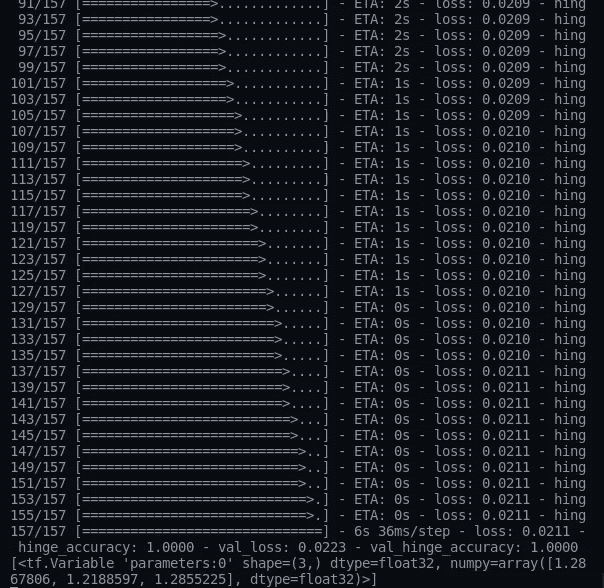 91/157 [================>..............] - ETA: 2s - loss: 0.0209 - hing
93/157 [================>.............] - ETA: 2s - loss: 0.0209 - hing
95/157 [=================>............] - ETA: 2s - loss: 0.0209 - hing
97/157 [=================>............] - ETA: 2s - loss: 0.0209 - hing
99/157 [=================>............] - ETA: 2s - loss: 0.0209 - hing
101/157 [==================>...........] - ETA: 1s - loss: 0.0209 - hing
103/157 [==================>...........] - ETA: 1s - loss: 0.0209 - hing
105/157 [===================>..........] - ETA: 1s - loss: 0.0209 - hing
107/157 [===================>..........] - ETA: 1s - loss: 0.0210 - hing
109/157 [===================>..........] - ETA: 1s - loss: 0.0210 - hing
111/157 [====================>.........] - ETA: 1s - loss: 0.0210 - hing
113/157 [====================>.........] - ETA: 1s - loss: 0.0210 - hing
115/157 [====================>.........] - ETA: 1s - loss: 0.0210 - hing
117/157 [=====================>........] - ETA: 1s - loss: 0.0210 - hing
119/157 [=====================>........] - ETA: 1s - loss: 0.0210 - hing
121/157 [======================>.......] - ETA: 1s - loss: 0.0210 - hing
123/157 [======================>.......] - ETA: 1s - loss: 0.0210 - hing
125/157 [======================>.......] - ETA: 1s - loss: 0.0210 - hing
127/157 [=======================>......] - ETA: 1s - loss: 0.0210 - hing
129/157 [=======================>......] - ETA: 0s - loss: 0.0210 - hing
131/157 [========================>.....] - ETA: 0s - loss: 0.0210 - hing
133/157 [========================>.....] - ETA: 0s - loss: 0.0210 - hing
135/157 [========================>.....] - ETA: 0s - loss: 0.0210 - hing
137/157 [=========================>....] - ETA: 0s - loss: 0.0211 - hing
139/157 [=========================>....] - ETA: 0s - loss: 0.0211 - hing
141/157 [=========================>....] - ETA: 0s - loss: 0.0211 - hing
143/157 [==========================>...] - ETA: 0s - loss: 0.0211 - hing
145/157 [==========================>...] - ETA: 0s - loss: 0.0211 - hing
147/157 [===========================>..] - ETA: 0s - loss: 0.0211 - hing
149/157 [===========================>..] - ETA: 0s - loss: 0.0211 - hing
151/157 [===========================>..] - ETA: 0s - loss: 0.0211 - hing
153/157 [============================>.] - ETA: 0s - loss: 0.0211 - hing
155/157 [============================>.] - ETA: 0s - loss: 0.0211 - hing
157/157 [==============================] - 6s 36ms/step - loss: 0.0211 -
hinge_accuracy: 1.0000 - val_loss: 0.0223 - val_hinge_accuracy: 1.0000
[<tf.Variable 'parameters:0' shape=(3,) dtype=float32, numpy=array([1.28
67806, 1.2188597, 1.2855225], dtype=float32)>]